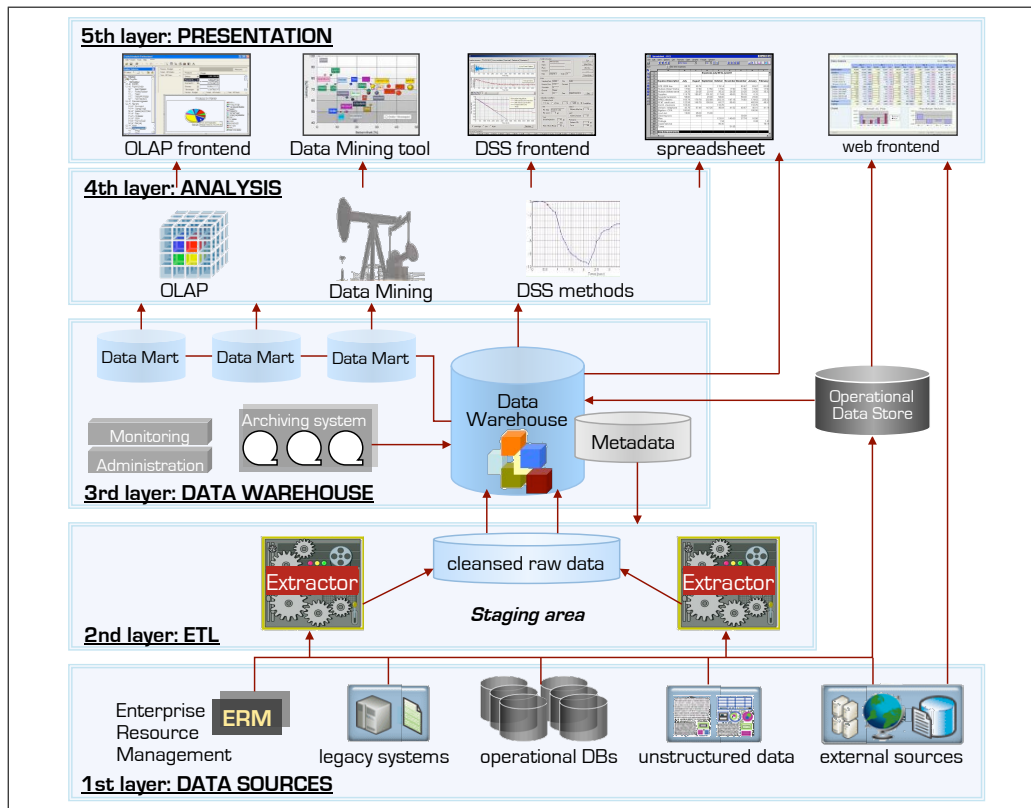 5th layer: PRESENTATION
OLAP frontend
Data Mining tool
DSS frontend
spreadsheet
web frontend
4th layer: ANALYSIS
OLAP
Data Mining
DSS methods
Data Mart
Data Mart
Data Mart
Data
Warehouse
Operational
Data Store
Archiving system
Monitoring
Administration
Metadata
3rd layer: DATA WAREHOUSE
cleansed raw data
Extractor
Extractor
Staging area
2nd layer: ETL
Enterprise
Resource
Management
ERM
legacy systems
operational DBs
unstructured data
external sources
1st layer: DATA SOURCES